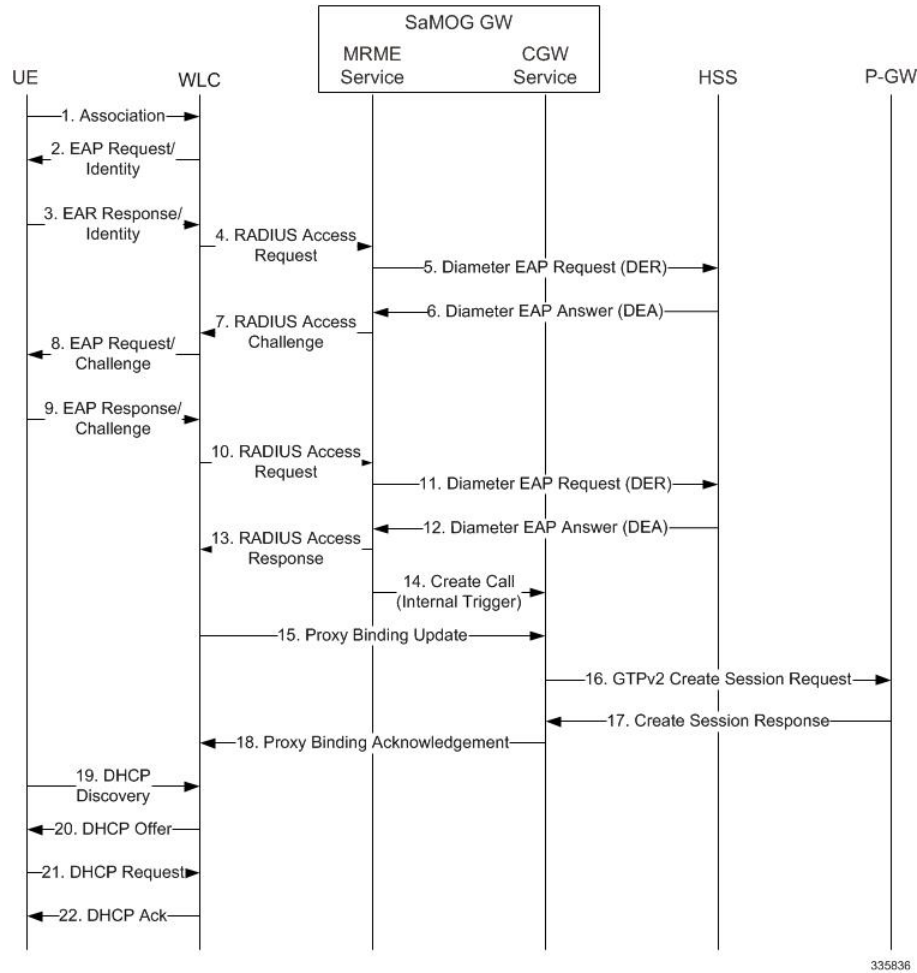 SaMOG GW
MRME
Service
CGW
Service
UE
WLC
HSS
P-GW
1. Association
2. EAP Request/
Identity
3. EAR Response/
Identity
4. RADIUS Access
Request
5. Diameter EAP Request (DER)
6. Diameter EAP Answer (DEA)
7. RADIUS Access
Challenge
8. EAP Request/
Challenge
9. EAP Response/
Challenge
10. RADIUS Access
Request
11. Diameter EAP Request (DER)
12. Diameter EAP Answer (DEA)
13. RADIUS Access
Response
14. Create Call
(Internal Trigger)
15. Proxy Binding Update
16. GTPv2 Create Session Request
17. Create Session Response
18. Proxy Binding Acknowledgement
19. DHCP
Discovery
20. DHCP Offer
21. DHCP Request
22. DHCP Ack
335836